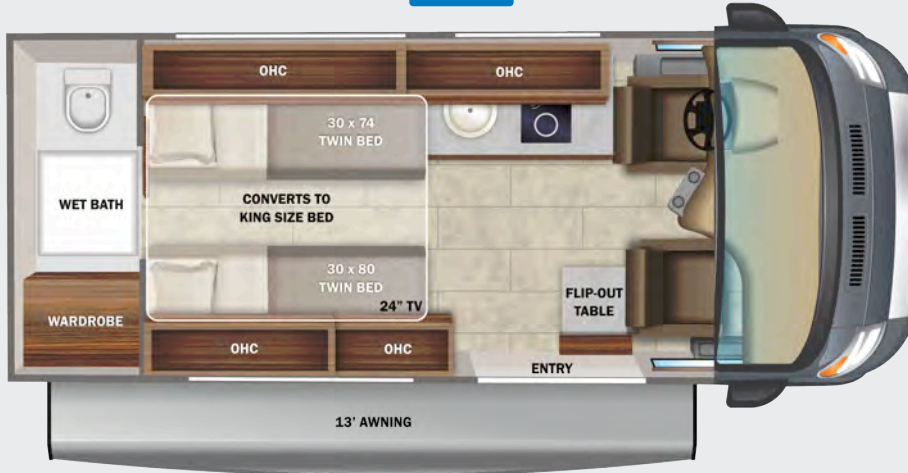 OHC
OHC
30 x 74
TWIN BED
WET BATH
CONVERTS TO
KING SIZE BED
30 x 80
TWIN BED
24” TV
FLIP-OUT
TABLE
WARDROBE
OHC
OHC
ENTRY
13’ AWNING